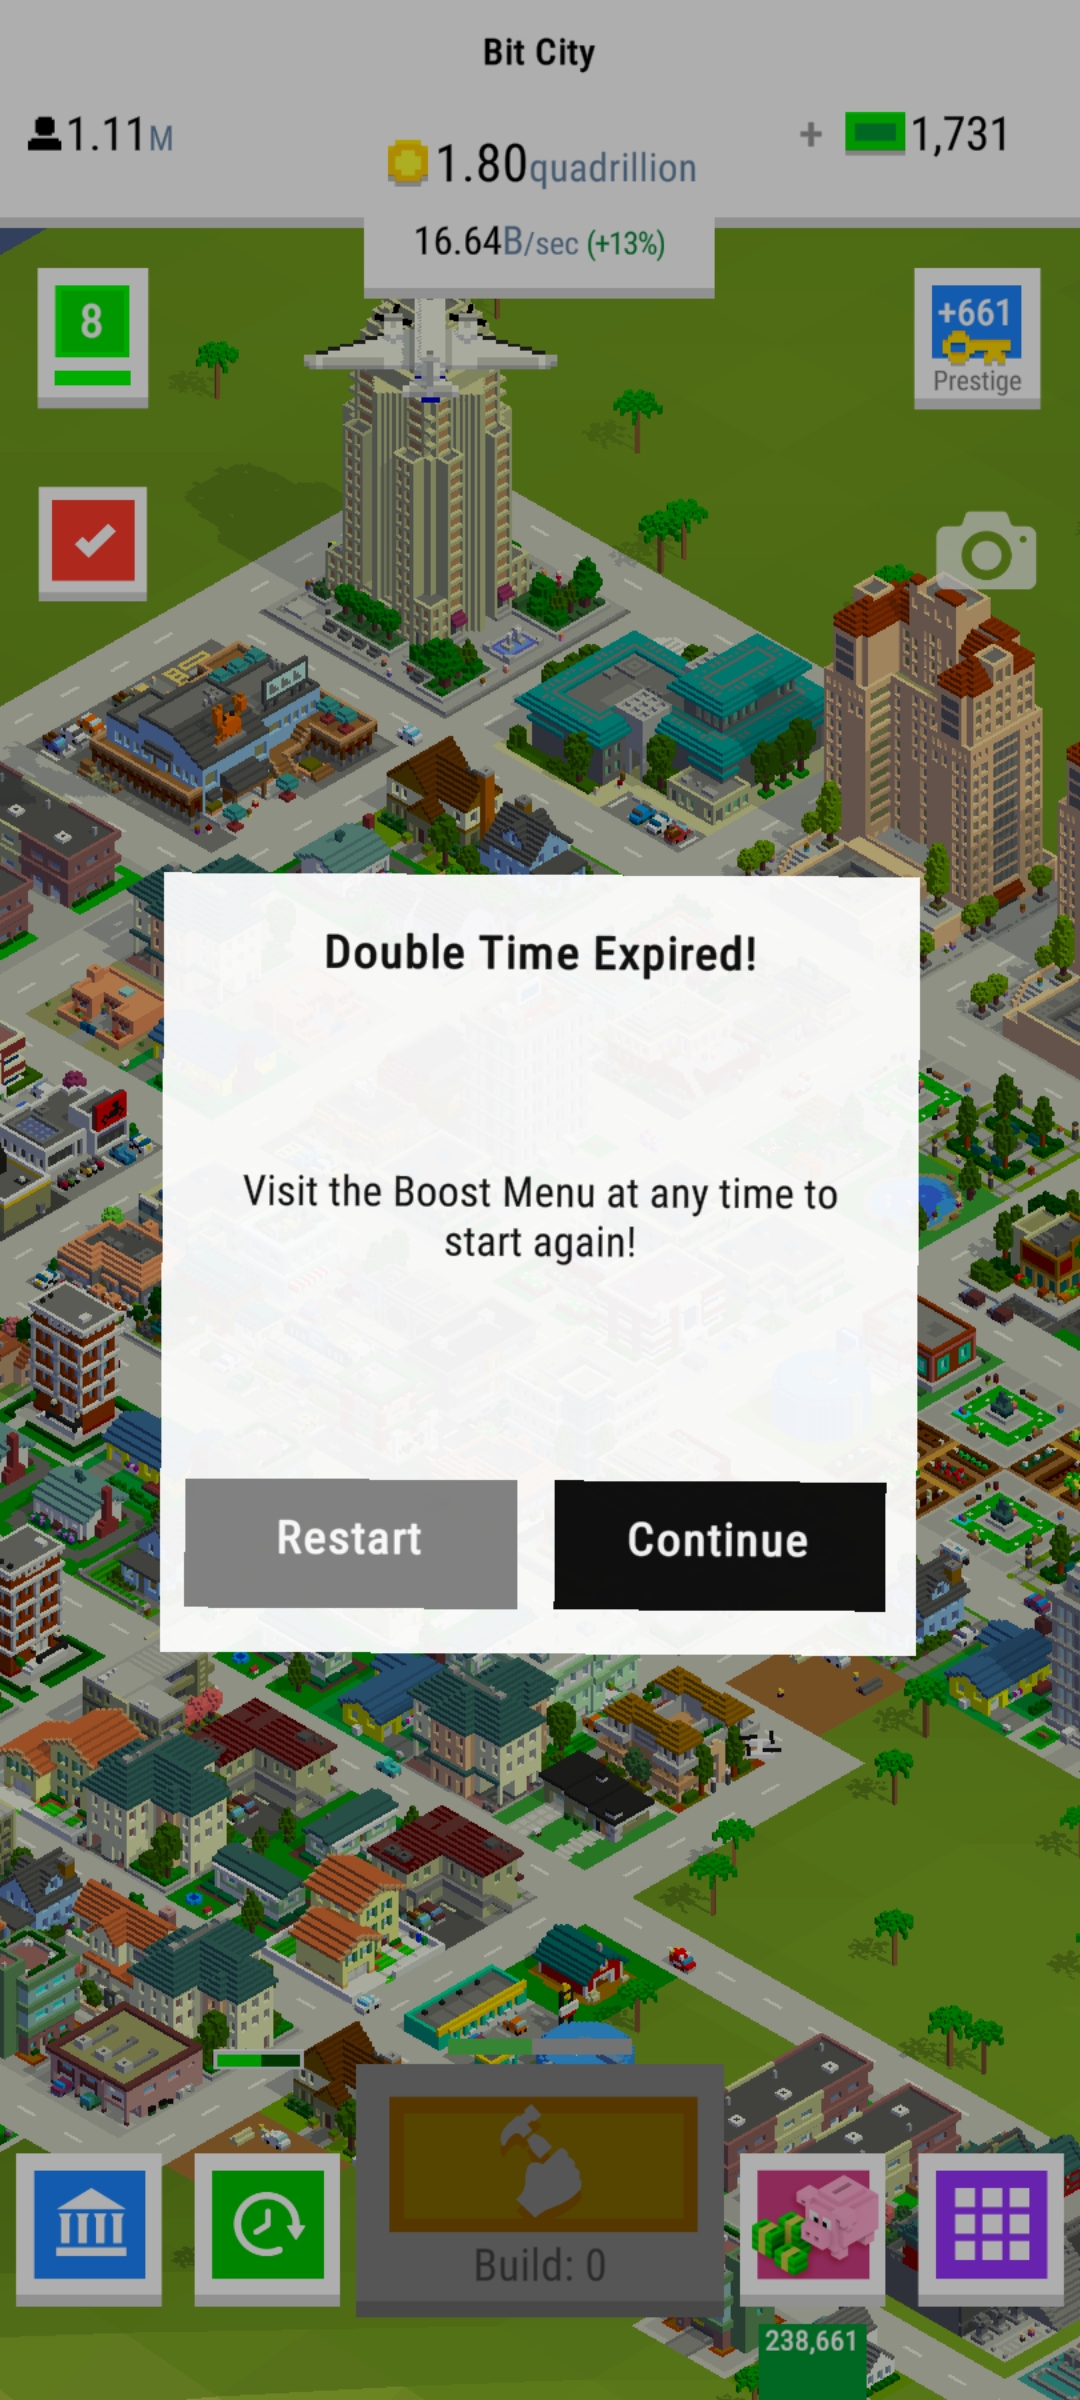 Bit City
1.11M
1.80quadrillion
+ 1,731
16.64B/sec (+13%)
8
+661
Prestige
Double Time Expired!
Visit the Boost Menu at any time to
start again!
Restart
Continue
Build: 0
238,661